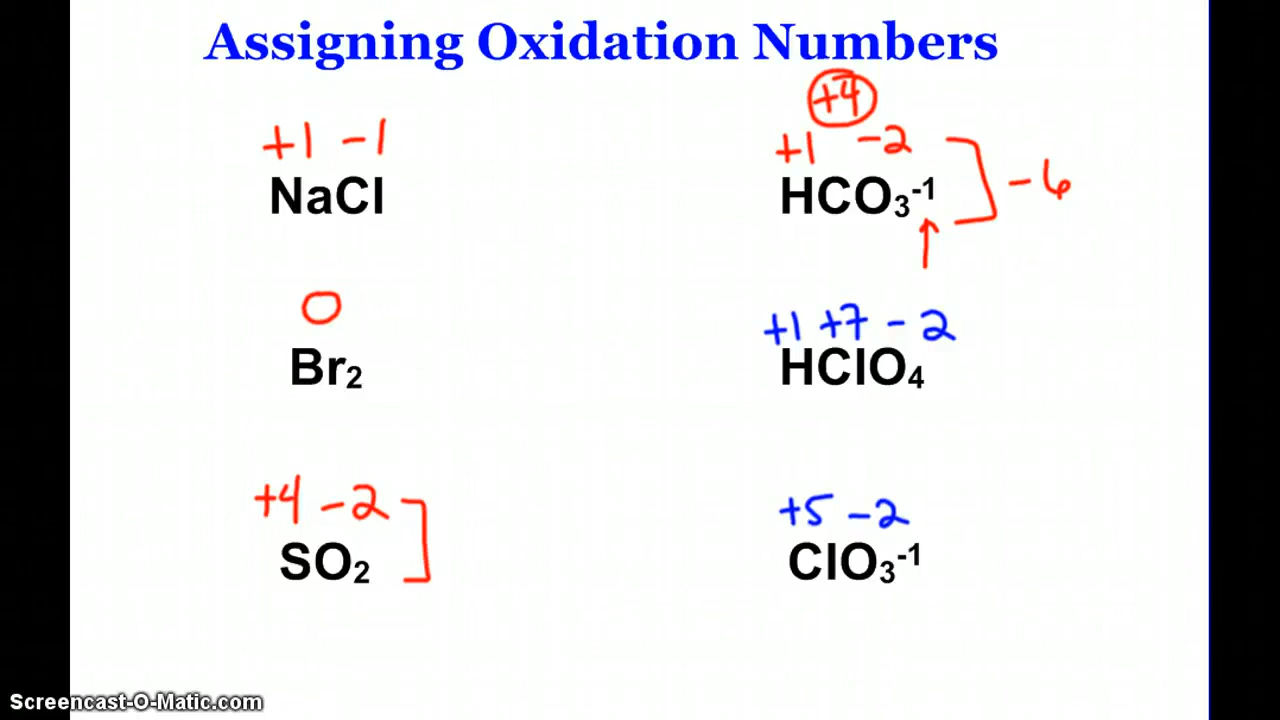 Assigning Oxidation Numbers
+1 -1
NaCl
0
Br₂
+4 -2
SO₂
+4
+1 -2
HCO₃⁻¹
-6
+1 +7 -2
HClO₄
+5 -2
ClO₃⁻¹
Screencast-O-Matic.com